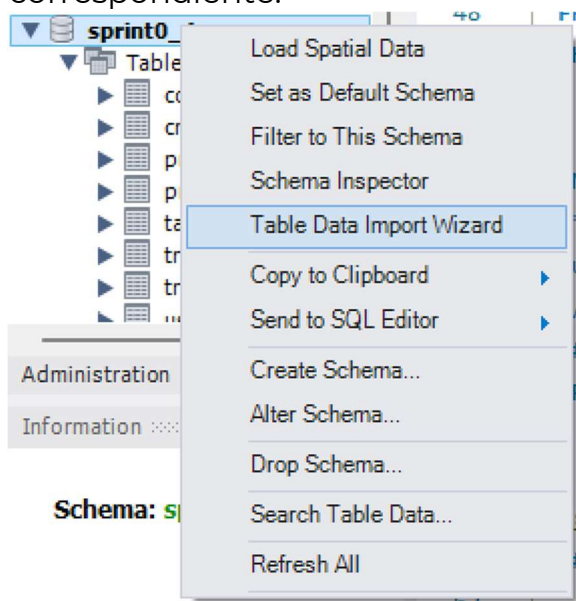 correspondiente.
sprint0_
Load Spatial Data
Table
Set as Default Schema
Filter to This Schema
Schema Inspector
Table Data Import Wizard
Copy to Clipboard
Send to SQL Editor
Administration
Create Schema...
Information
Alter Schema...
Drop Schema...
Schema:
Search Table Data...
Refresh All